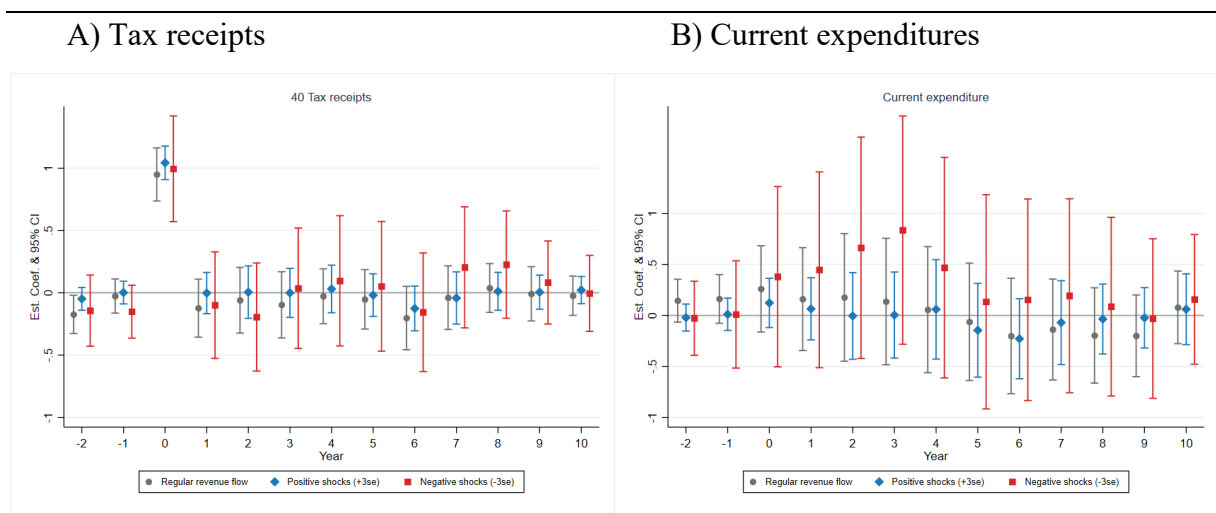 A) Tax receipts
B) Current expenditures
40 Tax receipts
Est. Coef. & 95% CI
1
.5
0
-.5
-1
-2 -1 0 1 2 3 4 5 6 7 8 9 10
Year
Regular revenue flow Positive shocks (+3se) Negative shocks (-3se)
Current expenditure
Est. Coef. & 95% CI
1
.5
0
-.5
-1
-2 -1 0 1 2 3 4 5 6 7 8 9 10
Year
Regular revenue flow Positive shocks (+3se) Negative shocks (-3se)